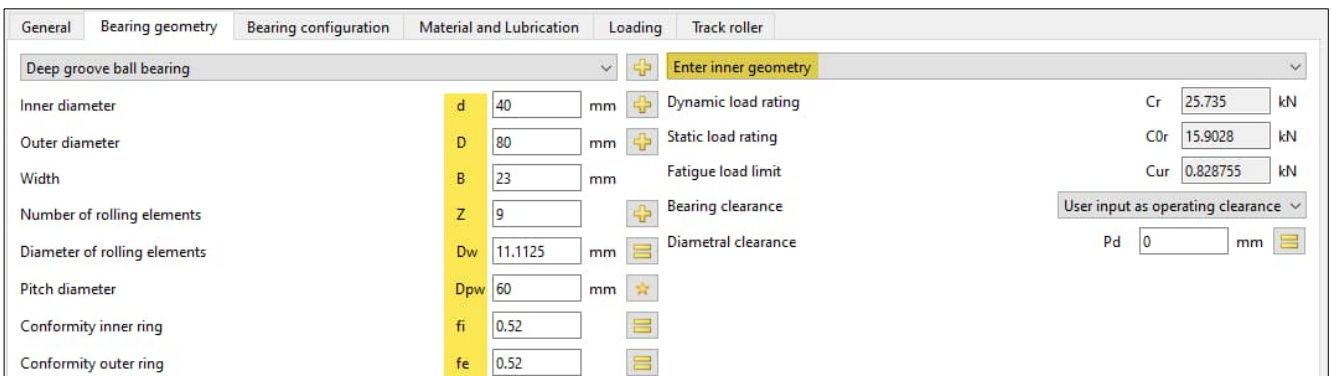 General Bearing geometry Bearing configuration Material and Lubrication Loading Track roller
Deep groove ball bearing Enter inner geometry
Inner diameter d 40 mm Dynamic load rating Cr 25.735 kN
Outer diameter D 80 mm Static load rating C0r 15.9028 kN
Width B 23 mm Fatigue load limit Cur 0.828755 kN
Number of rolling elements Z 9 Bearing clearance User input as operating clearance
Diameter of rolling elements Dw 11.1125 mm Diametral clearance Pd 0 mm
Pitch diameter Dpw 60 mm
Conformity inner ring fi 0.52
Conformity outer ring fe 0.52